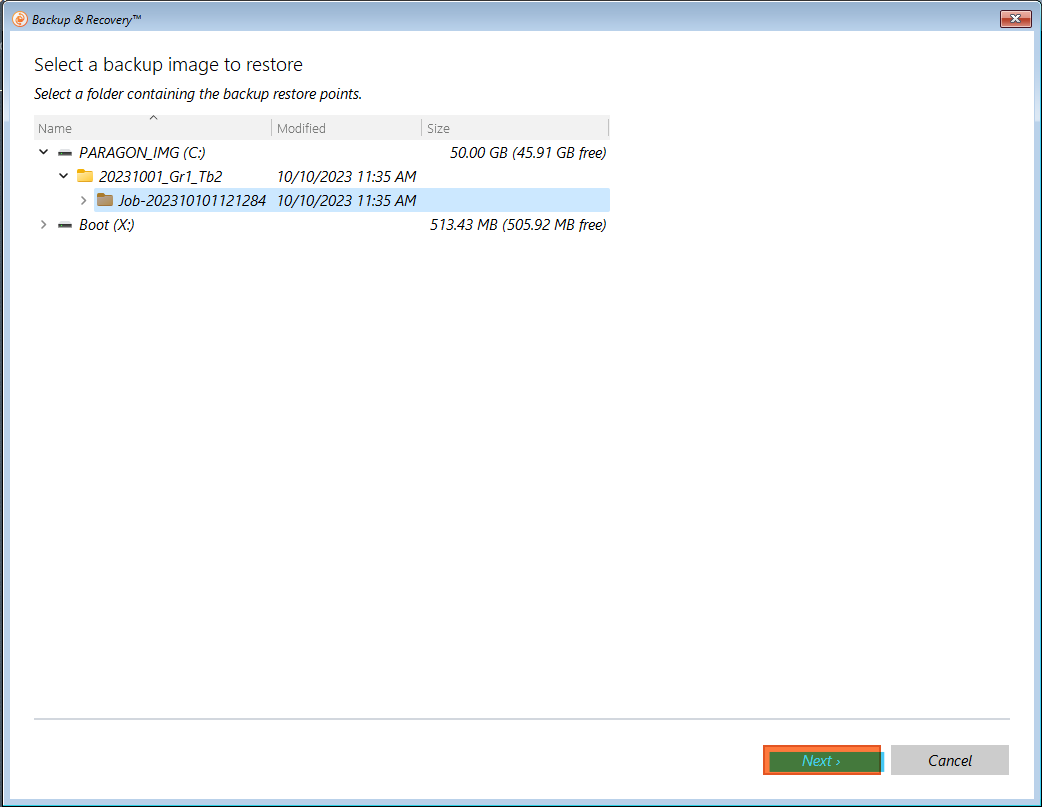 Backup & Recovery™
Select a backup image to restore
Select a folder containing the backup restore points.
Name Modified Size
PARAGON_IMG (C:) 50.00 GB (45.91 GB free)
20231001_Gr1_Tb2 10/10/2023 11:35 AM
Job-202310101121284 10/10/2023 11:35 AM
Boot (X:) 513.43 MB (505.92 MB free)
Next ›
Cancel